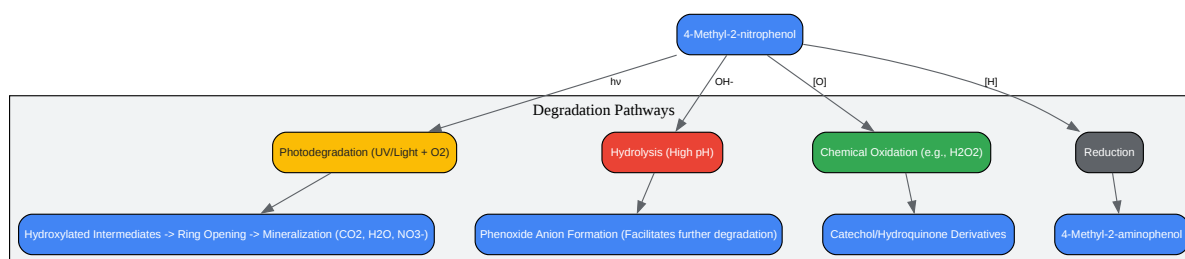 4-Methyl-2-nitrophenol
hν
OH-
[O]
[H]
Degradation Pathways
Photodegradation (UV/Light + O2)
Hydrolysis (High pH)
Chemical Oxidation (e.g., H2O2)
Reduction
Hydroxylated Intermediates -> Ring Opening -> Mineralization (CO2, H2O, NO3-)
Phenoxide Anion Formation (Facilitates further degradation)
Catechol/Hydroquinone Derivatives
4-Methyl-2-aminophenol